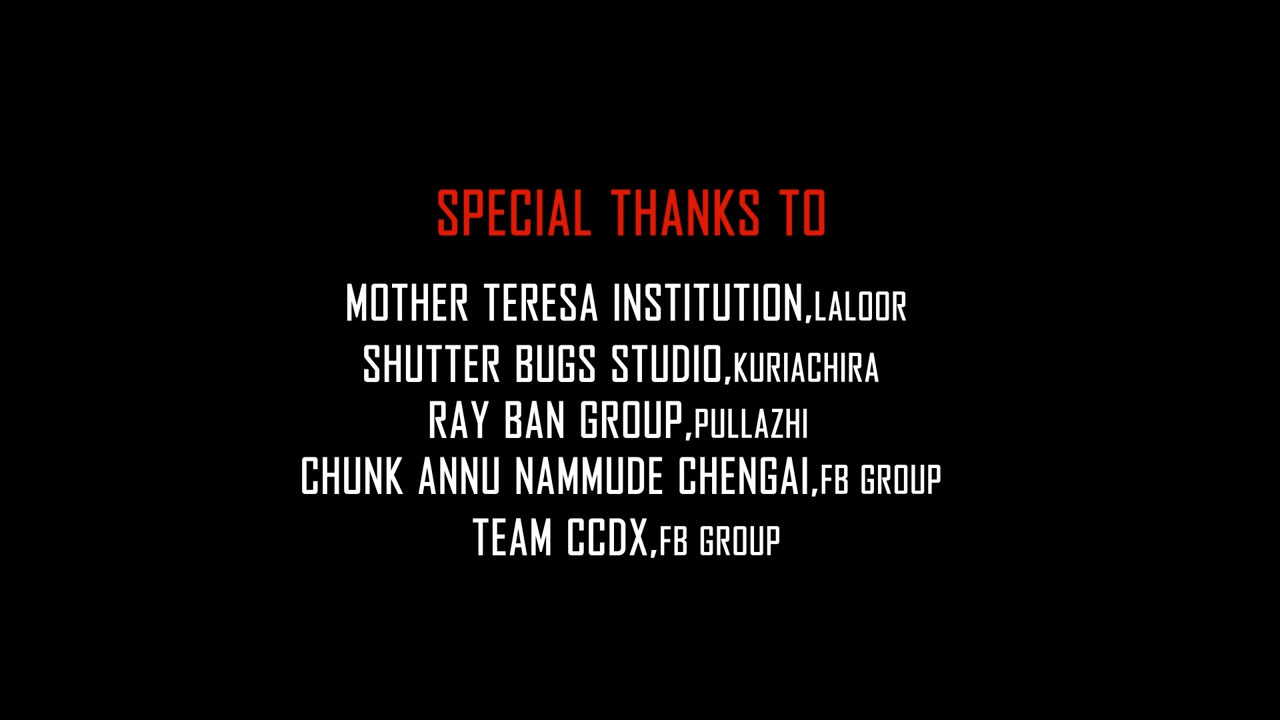 SPECIAL THANKS TO
MOTHER TERESA INSTITUTION,LALOOR
SHUTTER BUGS STUDIO,KURIACHIRA
RAY BAN GROUP,PULLAZHI
CHUNK ANNU NAMMUDE CHENGAI,FB GROUP
TEAM CCDX,FB GROUP